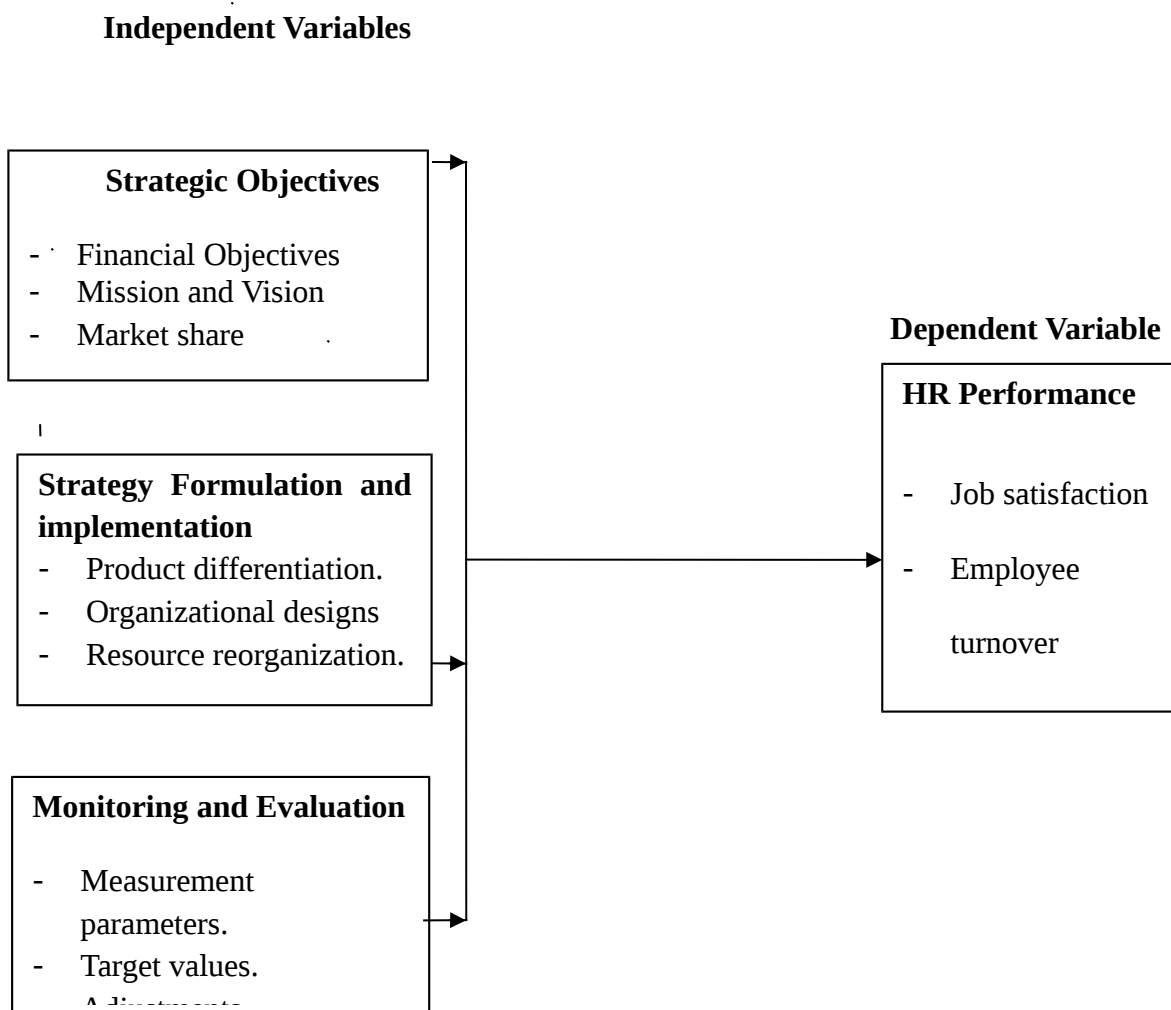 Independent Variables
Strategic Objectives
- Financial Objectives
- Mission and Vision
- Market share
Strategy Formulation and
implementation
- Product differentiation.
- Organizational designs
- Resource reorganization.
Monitoring and Evaluation
- Measurement
parameters.
- Target values.
Dependent Variable
HR Performance
- Job satisfaction
- Employee
turnover